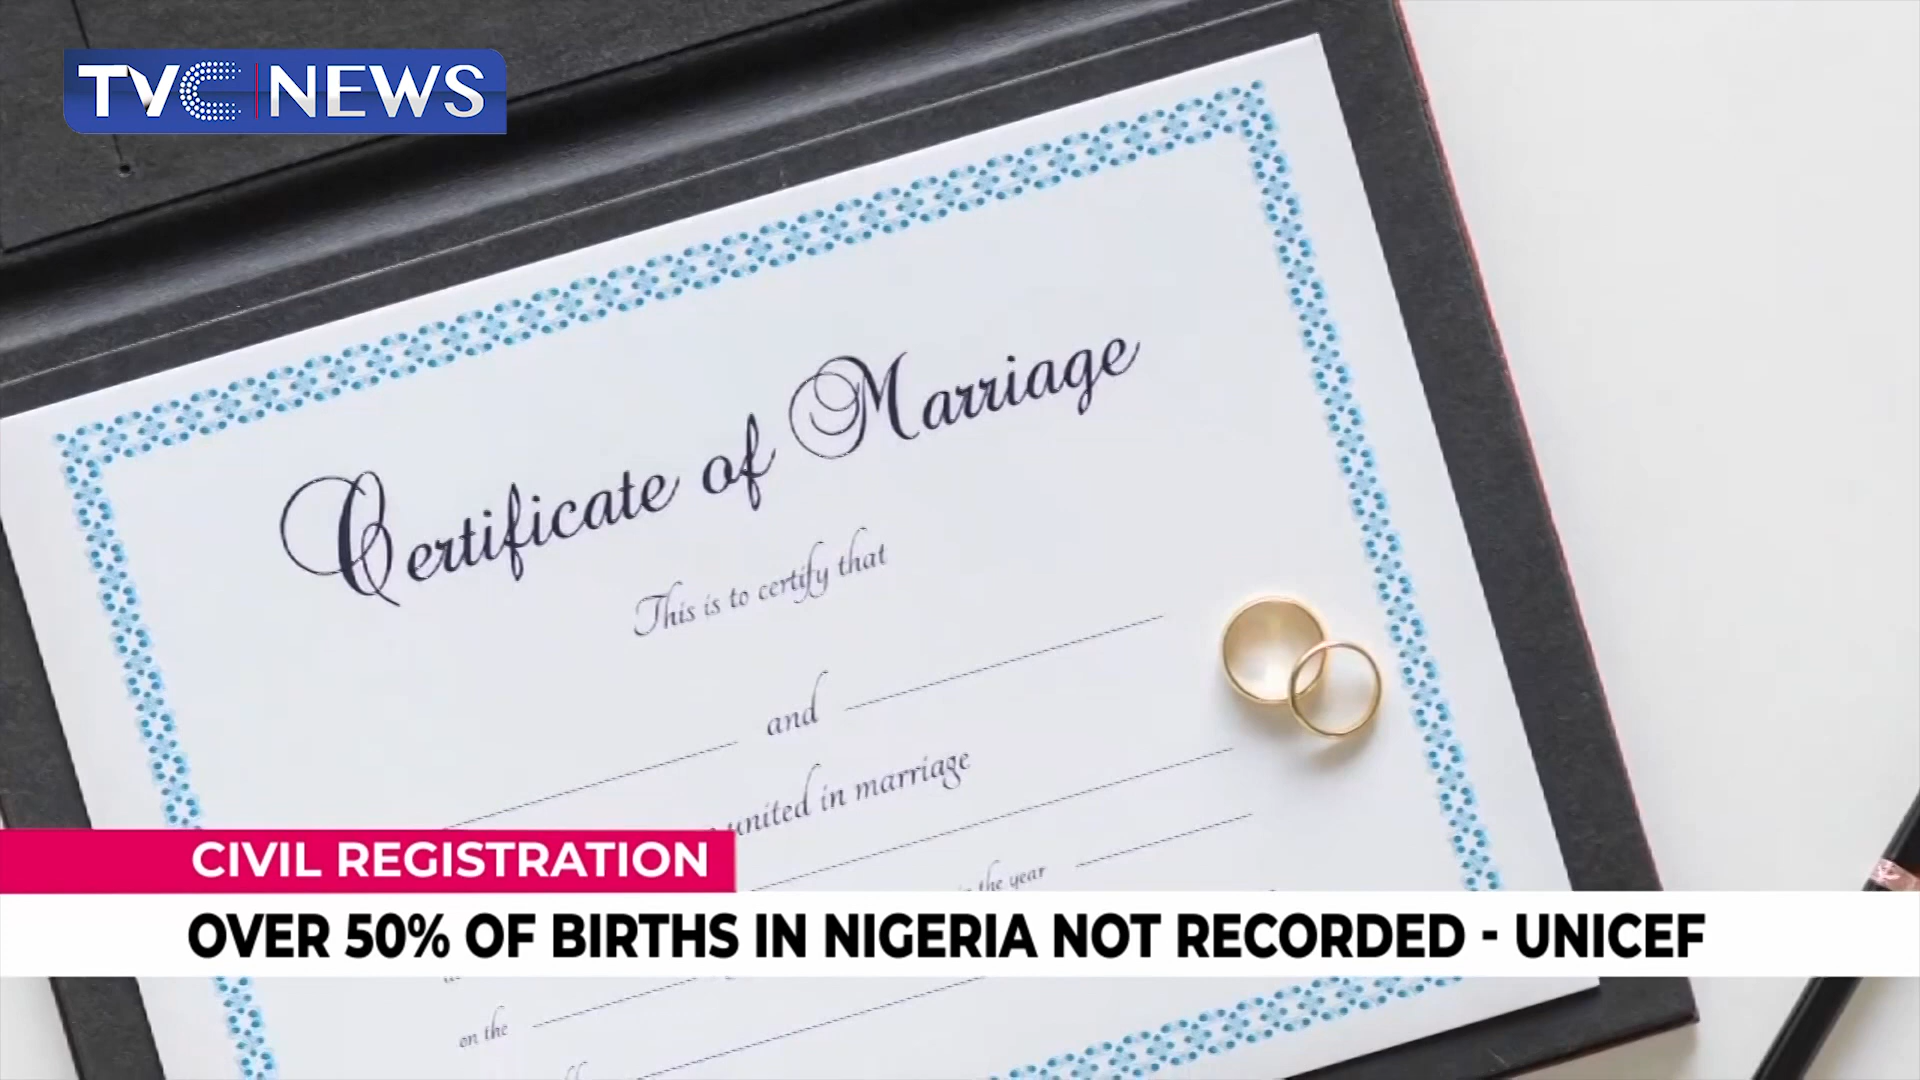 TVC NEWS
Certificate of Marriage
This is to certify that
and
united in marriage
the year
CIVIL REGISTRATION
OVER 50% OF BIRTHS IN NIGERIA NOT RECORDED - UNICEF
on the